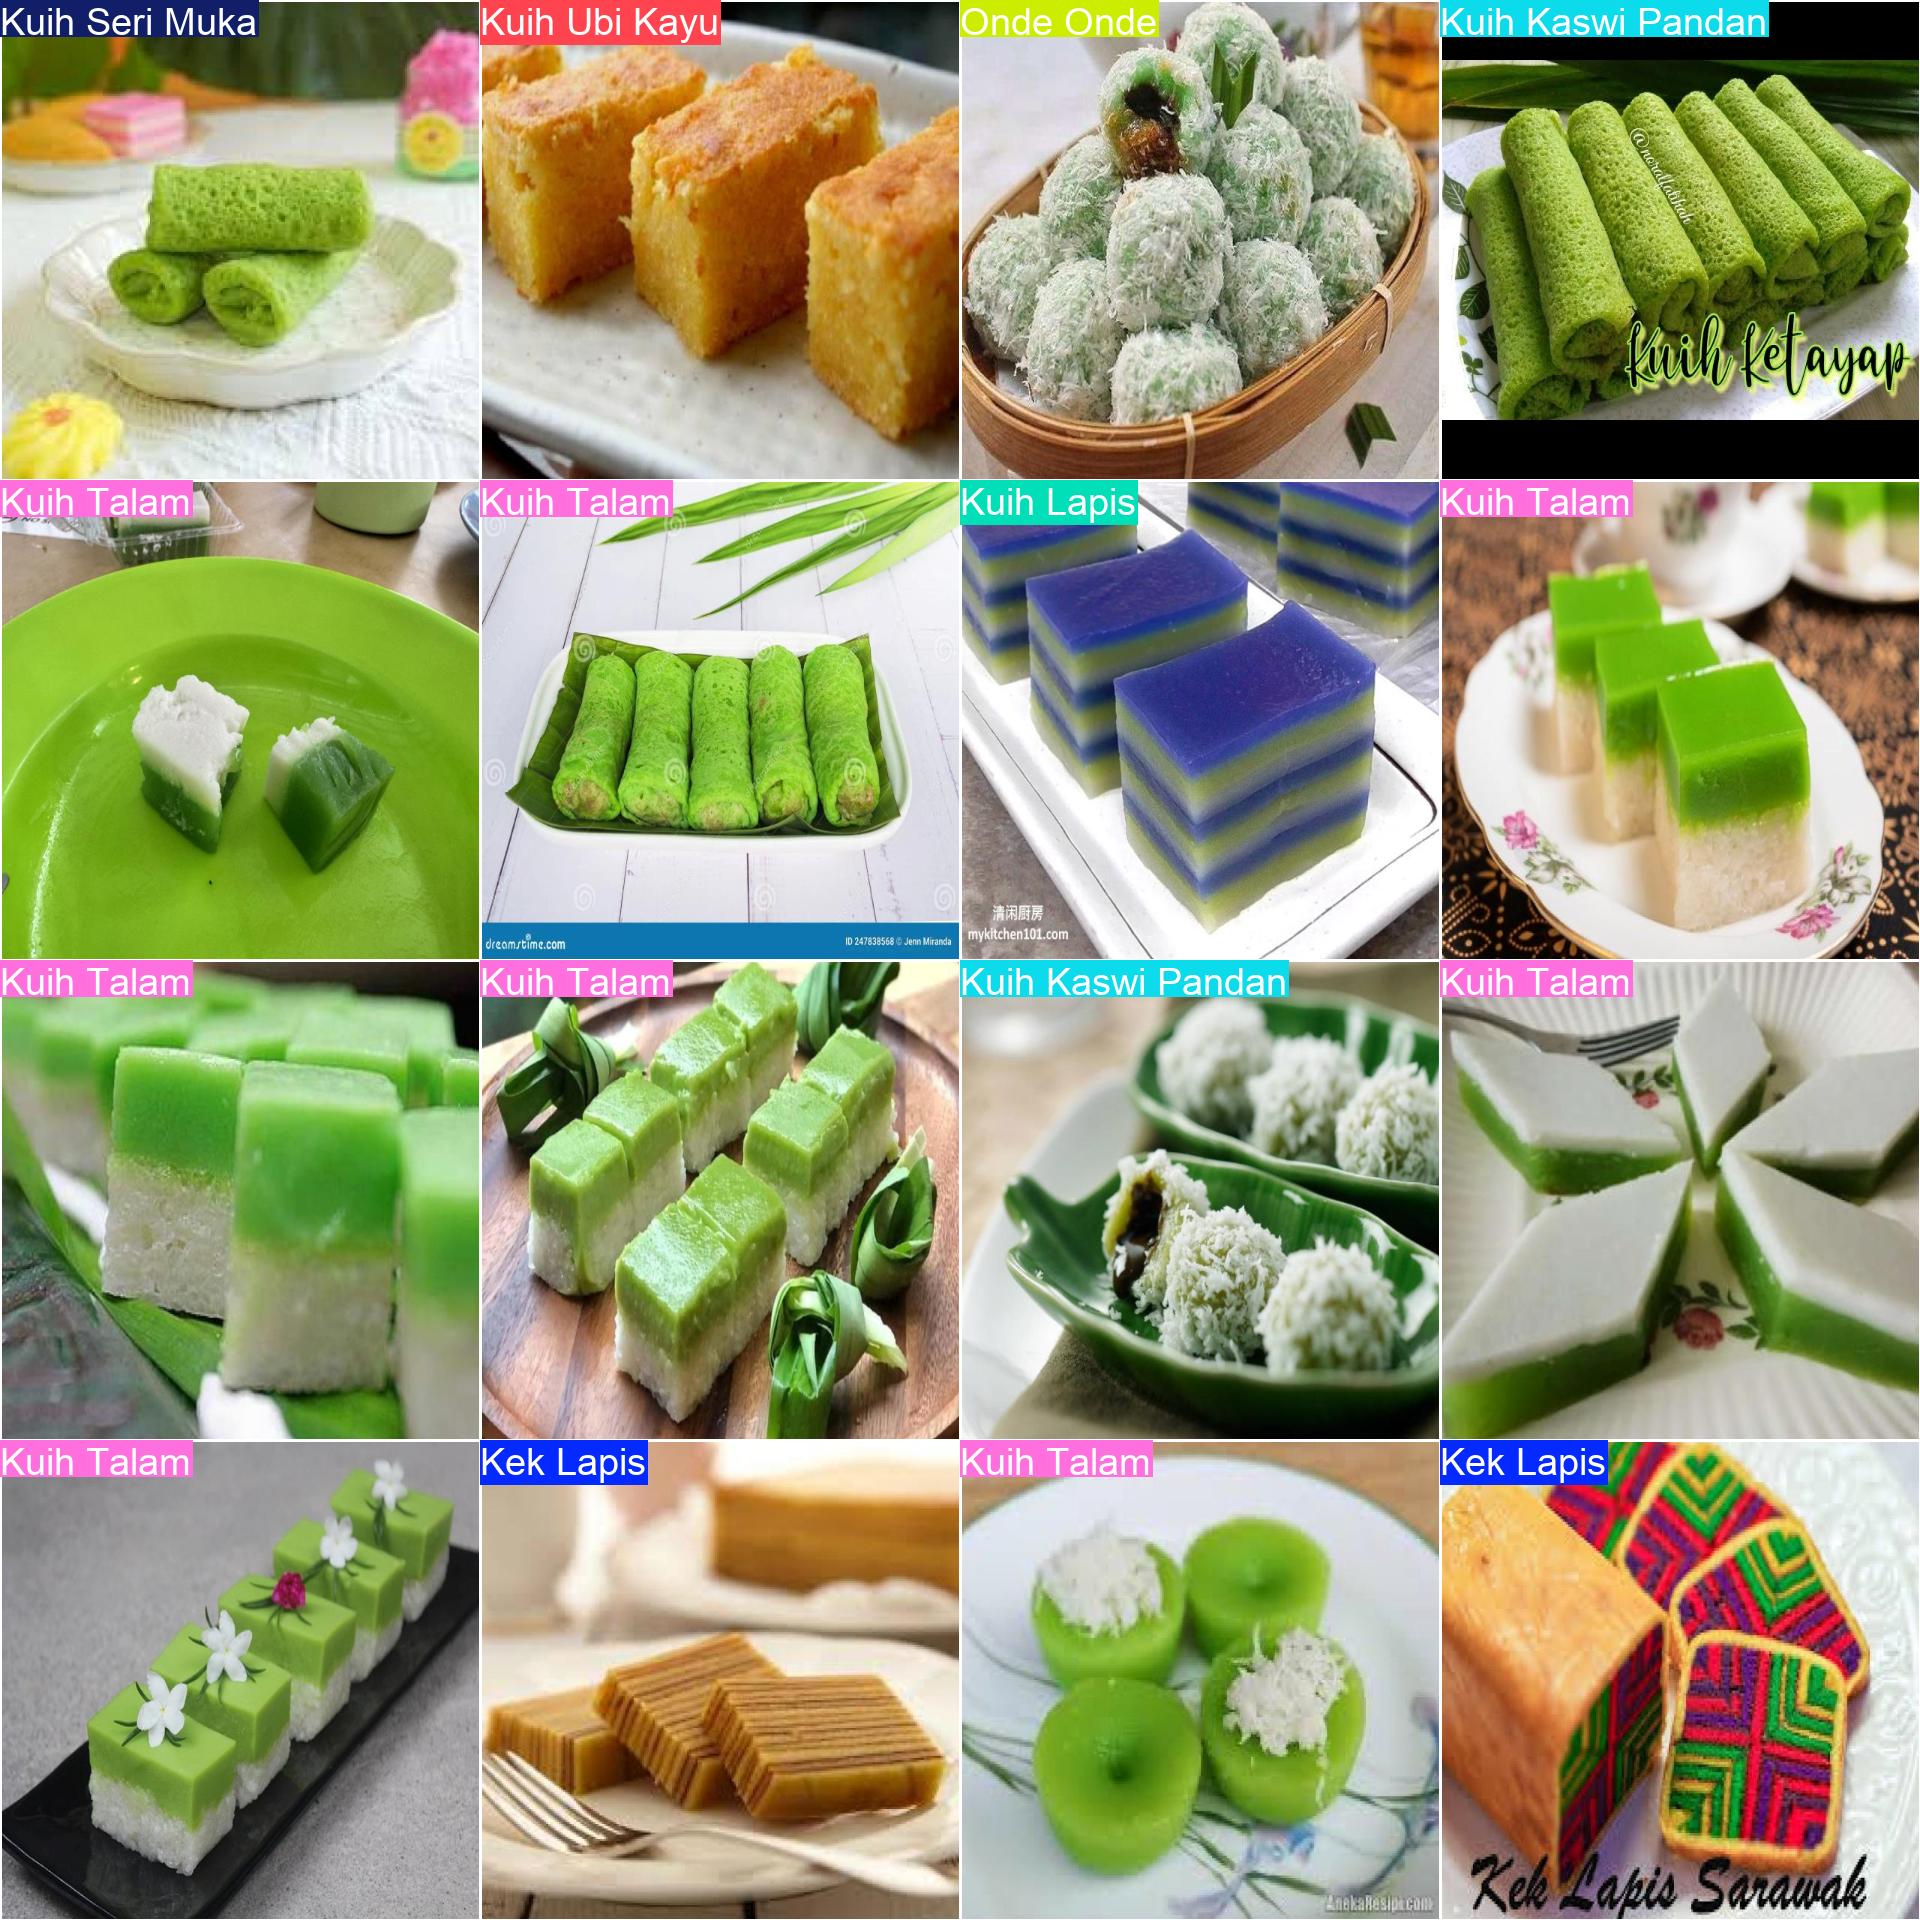 Kuih Seri Muka
Kuih Ubi Kayu
Onde Onde
Kuih Kaswi Pandan
@norafatihah
Kuih Ketayap
Kuih Talam
Kuih Talam
Kuih Lapis
Kuih Talam
dreamstime.com
ID 247838568 © Jenn Miranda
清闲厨房
mykitchen101.com
Kuih Talam
Kuih Talam
Kuih Kaswi Pandan
Kuih Talam
Kuih Talam
Kek Lapis
Kuih Talam
Kek Lapis
AnekaResipi.com
Kek Lapis Sarawak